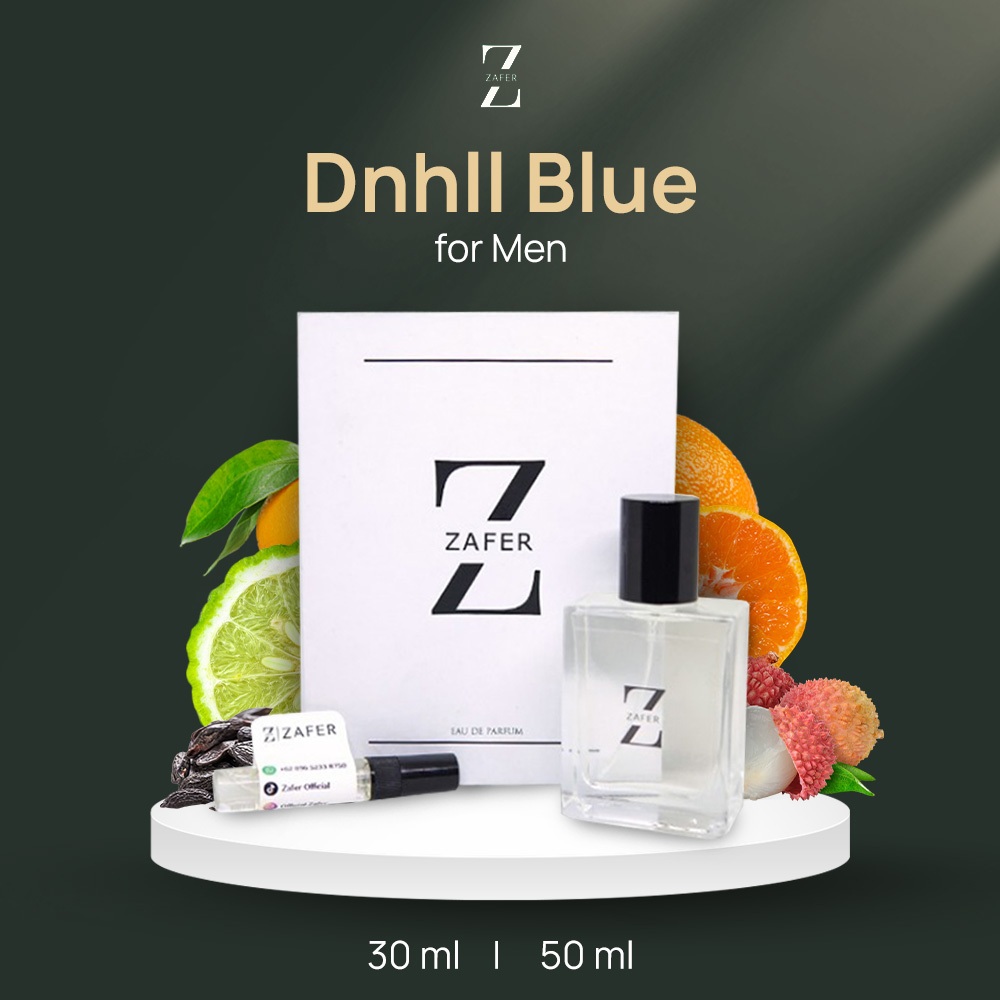 ZAFER
Dnhll Blue
for Men
ZAFER
EAU DE PARFUM
ZAFER
ZAFER
Zafer Official
30 ml | 50 ml